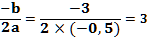 -b/2a = -3/(2 × (−0,5)) = 3